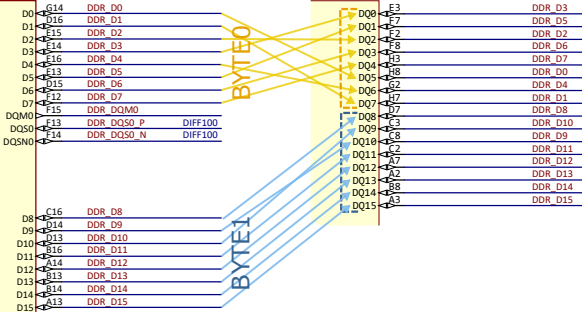 D0 G14 DDR_D0
D1 D16 DDR_D1
D2 E15 DDR_D2
D3 E14 DDR_D3
D4 E16 DDR_D4
D5 E13 DDR_D5
D6 D15 DDR_D6
D7 F12 DDR_D7
DQM0 F15 DDR_DQM0
DQS0 F13 DDR_DQS0_P DIFF100
DQSN0 F14 DDR_DQS0_N DIFF100
D8 C16 DDR_D8
D9 D14 DDR_D9
D10 D13 DDR_D10
D11 B16 DDR_D11
D12 A14 DDR_D12
D13 B13 DDR_D13
D14 B14 DDR_D14
D15 A13 DDR_D15
BYTE0
BYTE1
DQ0 E3 DDR_D3
DQ1 F7 DDR_D5
DQ2 F2 DDR_D2
DQ3 F8 DDR_D6
DQ4 H3 DDR_D7
DQ5 H8 DDR_D0
DQ6 G2 DDR_D4
DQ7 H7 DDR_D1
DQ8 D7 DDR_D8
DQ9 C3 DDR_D10
DQ10 C8 DDR_D9
DQ11 C2 DDR_D11
DQ12 A7 DDR_D12
DQ13 A2 DDR_D13
DQ14 B8 DDR_D14
DQ15 A3 DDR_D15